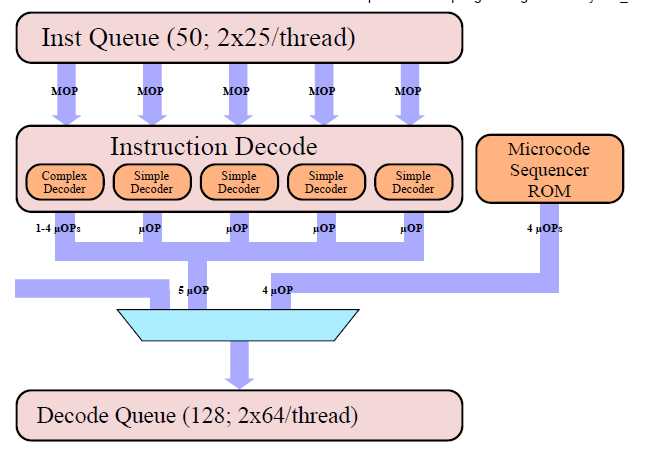 Inst Queue (50; 2x25/thread)
MOP MOP MOP MOP MOP
Instruction Decode
Complex Decoder
Simple Decoder
Simple Decoder
Simple Decoder
Simple Decoder
Microcode
Sequencer
ROM
1-4 µOPs µOP µOP µOP µOP 4 µOPs
5 µOP 4 µOP
Decode Queue (128; 2x64/thread)